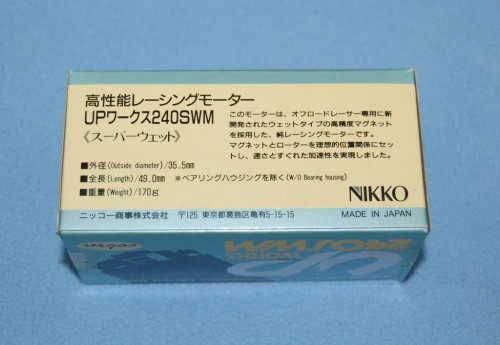 高性能レーシングモーター
UPワークス240SWM
《スーパーウェット》
このモーターは、オフロードレーサー専用に新
開発されたウェットタイプの高精度マグネット
を採用した、純レーシングモーターです。
マグネットとローターを理想的位置関係にセッ
トし、速さとすぐれた加速性を実現しました。
■外径(Outside diameter)/35.5mm
■全長(Length)/49.0mm ※ベアリングハウジングを除く(W/O Bearing housing)
■重量(Weight)/170g
NIKKO
ニッコー商事株式会社 〒125 東京都葛飾区亀有5-15-15 MADE IN JAPAN
UP
WORKS
240SWM